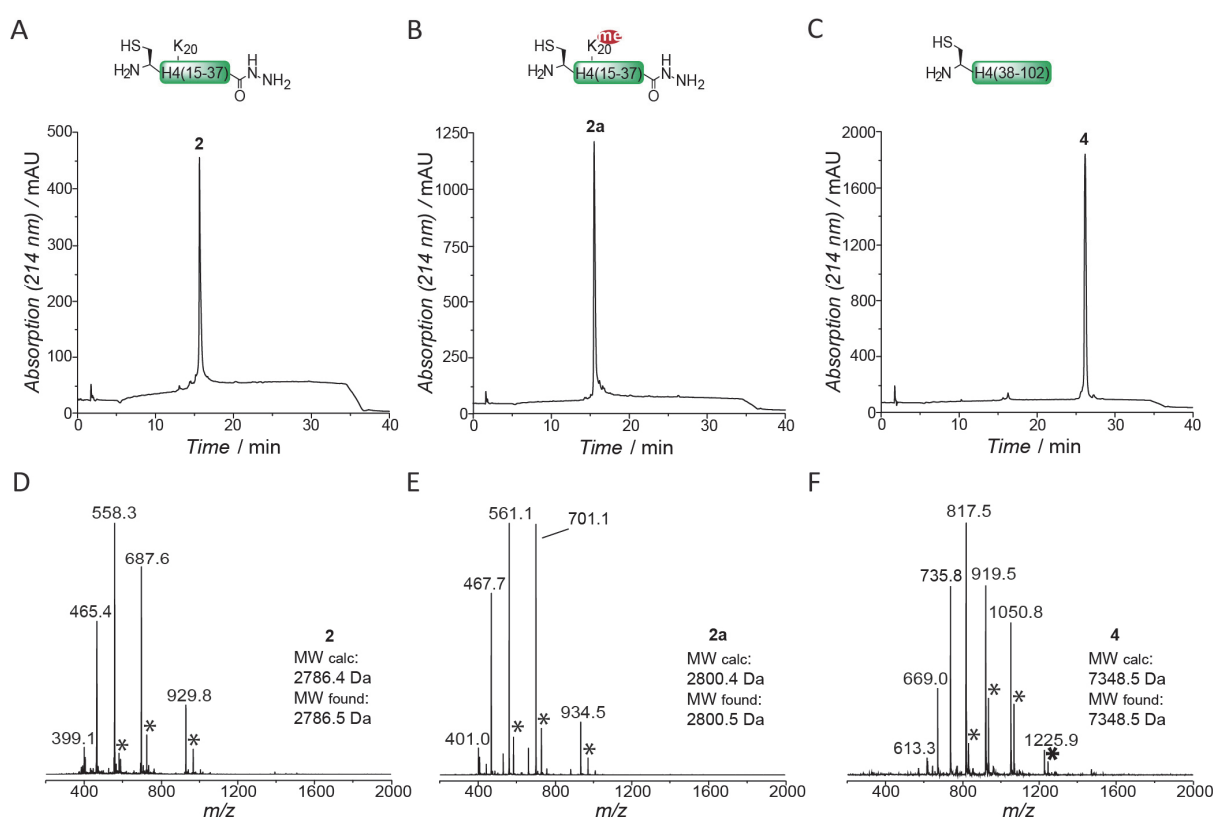 A
B
C
HS
K20
H2N
H4(15-37)
H
N
NH2
O
HS
K20
me
H2N
H4(15-37)
H
N
NH2
O
HS
H2N
H4(38-102)
Absorption (214 nm) / mAU
500
400
300
200
100
0
2
0
10
20
30
40
Time / min
Absorption (214 nm) / mAU
1250
1000
750
500
250
0
2a
0
10
20
30
40
Time / min
Absorption (214 nm) / mAU
2000
1600
1200
800
400
0
4
0
10
20
30
40
Time / min
D
558.3
687.6
465.4
929.8
399.1
*
*
*
2
MW calc:
2786.4 Da
MW found:
2786.5 Da
400
800
1200
1600
2000
m/z
E
561.1
701.1
467.7
934.5
401.0
*
*
*
2a
MW calc:
2800.4 Da
MW found:
2800.5 Da
400
800
1200
1600
2000
m/z
F
817.5
735.8
919.5
1050.8
669.0
613.3
1225.9
*
*
*
*
4
MW calc:
7348.5 Da
MW found:
7348.5 Da
400
800
1200
1600
2000
m/z